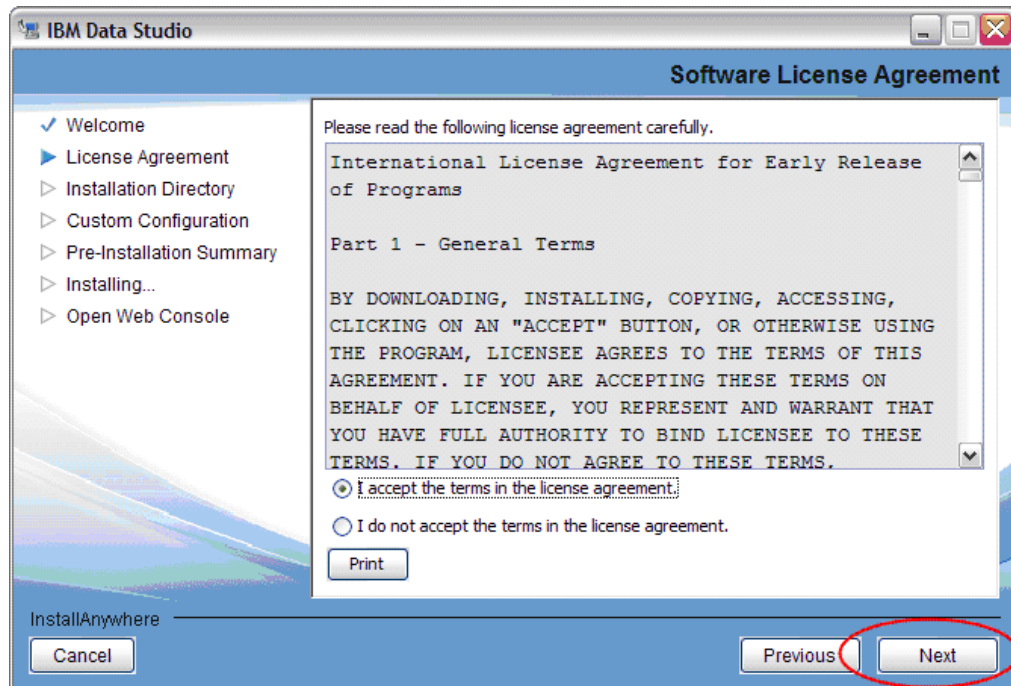 IBM Data Studio
Software License Agreement
Welcome
License Agreement
Installation Directory
Custom Configuration
Pre-Installation Summary
Installing...
Open Web Console
Please read the following license agreement carefully.
International License Agreement for Early Release
of Programs
Part 1 - General Terms
BY DOWNLOADING, INSTALLING, COPYING, ACCESSING,
CLICKING ON AN "ACCEPT" BUTTON, OR OTHERWISE USING
THE PROGRAM, LICENSEE AGREES TO THE TERMS OF THIS
AGREEMENT. IF YOU ARE ACCEPTING THESE TERMS ON
BEHALF OF LICENSEE, YOU REPRESENT AND WARRANT THAT
YOU HAVE FULL AUTHORITY TO BIND LICENSEE TO THESE
TERMS. IF YOU DO NOT AGREE TO THESE TERMS,
I accept the terms in the license agreement.
I do not accept the terms in the license agreement.
Print
InstallAnywhere
Cancel
Previous
Next